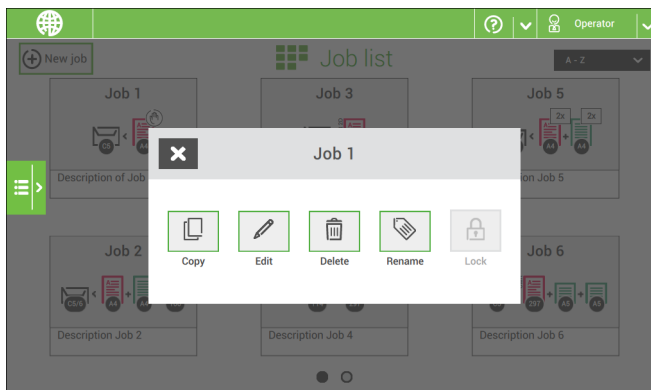 Operator
New job
Job list
A - Z
Job 1
Job 3
Job 5
2x 2x
C5 A4
A4 A4
Description of Job
ion Job 5
Job 1
Copy
Edit
Delete
Rename
Lock
Job 2
Job 6
C5/6 A4
297 A5 A5
Description Job 2
Description Job 4
Description Job 6